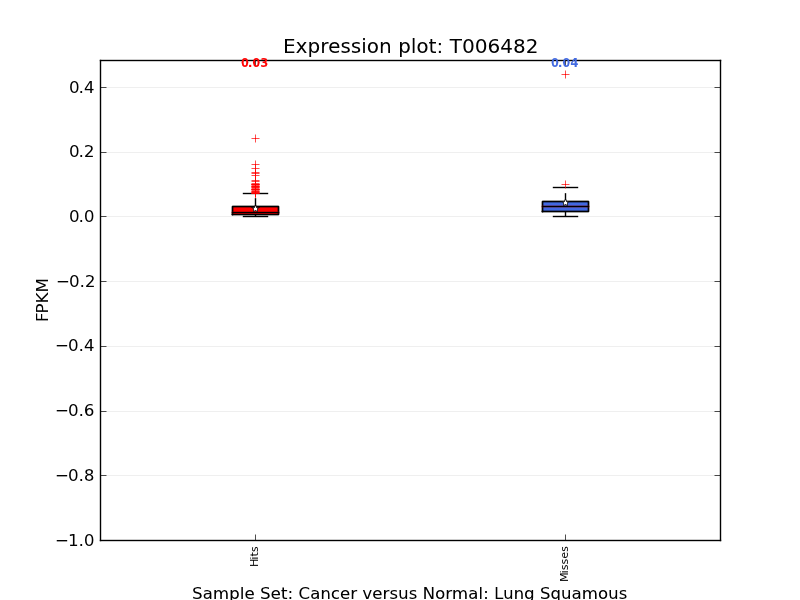 Expression plot: T006482
0.03
0.04
0.4
0.2
0.0
−0.2
−0.4
−0.6
−0.8
−1.0
FPKM
Hits
Misses
Sample Set: Cancer versus Normal: Lung Squamous